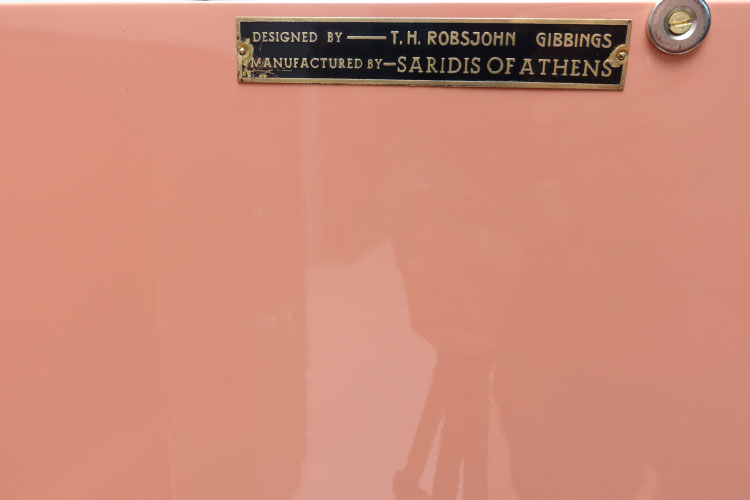 DESIGNED BY — T. H. ROBSJOHN GIBBINGS
MANUFACTURED BY — SARIDIS OF ATHENS